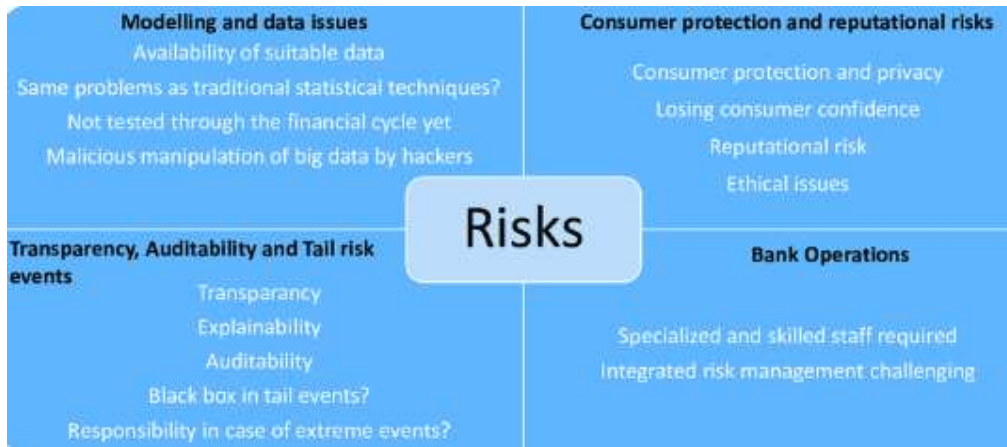 Modelling and data issues
Availability of suitable data
Same problems as traditional statistical techniques?
Not tested through the financial cycle yet
Malicious manipulation of big data by hackers
Consumer protection and reputational risks
Consumer protection and privacy
Losing consumer confidence
Reputational risk
Ethical issues
Risks
Transparency, Auditability and Tail risk
events
Transparancy
Explainability
Auditability
Black box in tail events?
Responsibility in case of extreme events?
Bank Operations
Specialized and skilled staff required
Integrated risk management challenging